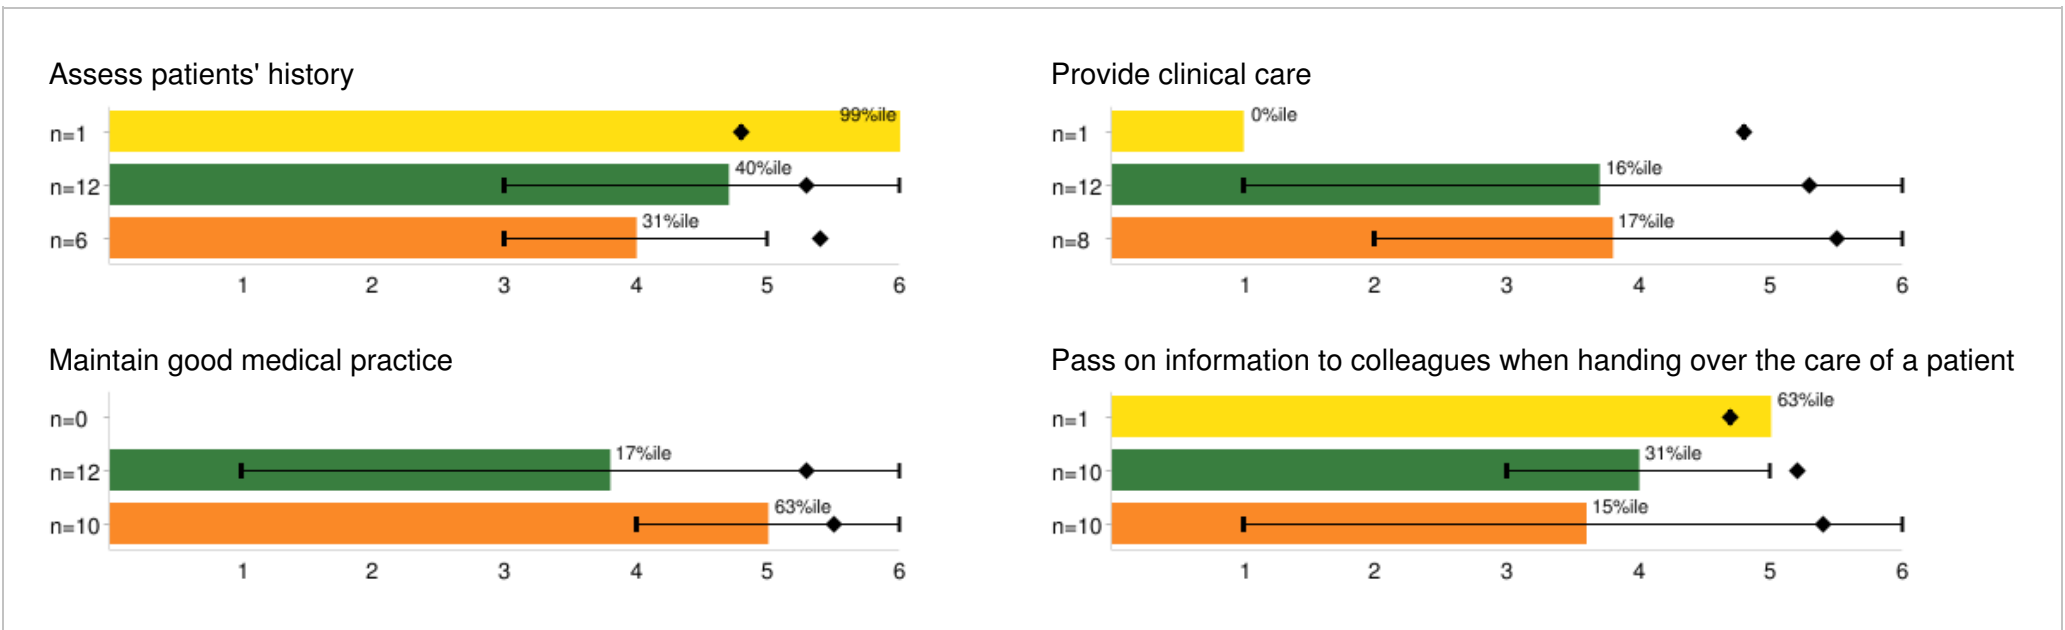 Assess patients' history
99%ile
n=1
40%ile
n=12
31%ile
n=6
1 2 3 4 5 6
Provide clinical care
0%ile
n=1
16%ile
n=12
17%ile
n=8
1 2 3 4 5 6
Maintain good medical practice
n=0
17%ile
n=12
63%ile
n=10
1 2 3 4 5 6
Pass on information to colleagues when handing over the care of a patient
63%ile
n=1
31%ile
n=10
15%ile
n=10
1 2 3 4 5 6